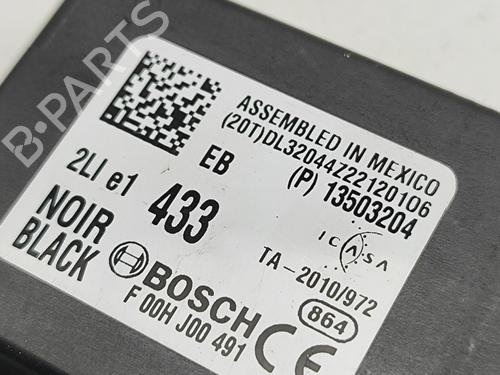 B-PARTS
ASSEMBLED IN MEXICO
(20T)DL32044Z22120106
EB
(P) 13503204
2LI e1
433
ICASA
NOIR
TA-2010/972
BLACK
BOSCH
CE
864
F 00H J00 491